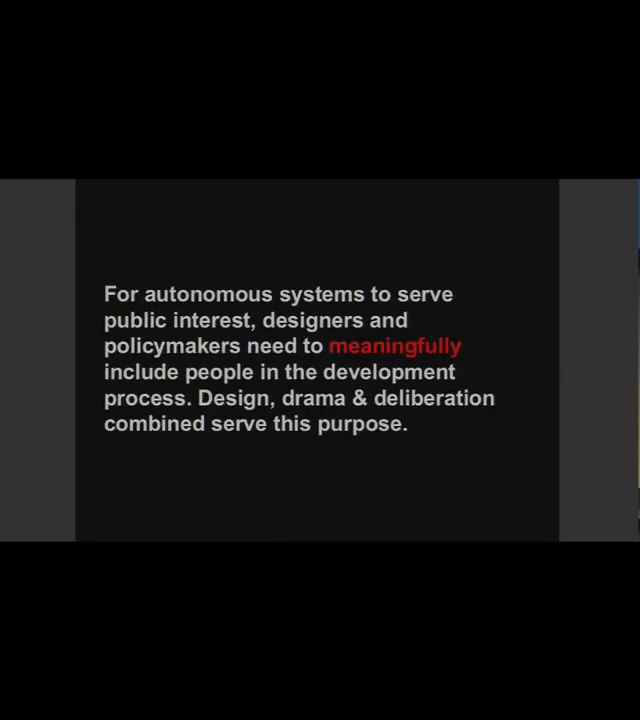 For autonomous systems to serve
public interest, designers and
policymakers need to meaningfully
include people in the development
process. Design, drama & deliberation
combined serve this purpose.